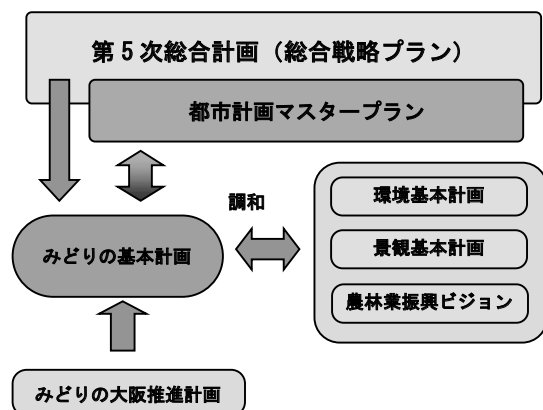 第５次総合計画（総合戦略プラン）
都市計画マスタープラン
調和
環境基本計画
みどりの基本計画
景観基本計画
農林業振興ビジョン
みどりの大阪推進計画